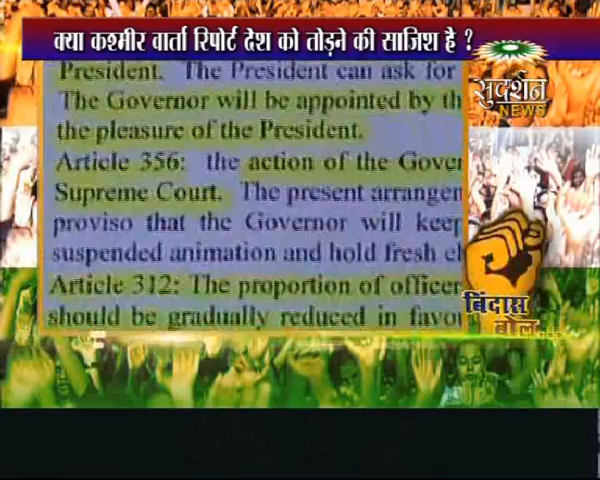 क्या कश्मीर वार्ता रिपोर्ट देश को तोड़ने की साजिश है ?
President. The President can ask for
The Governor will be appointed by th
the pleasure of the President.
Article 356: the action of the Gover
Supreme Court. The present arrangem
proviso that the Governor will keep
suspended animation and hold fresh el
Article 312: The proportion of officer
should be gradually reduced in favou
सुदर्शन
NEWS
बिंदास
बोल...